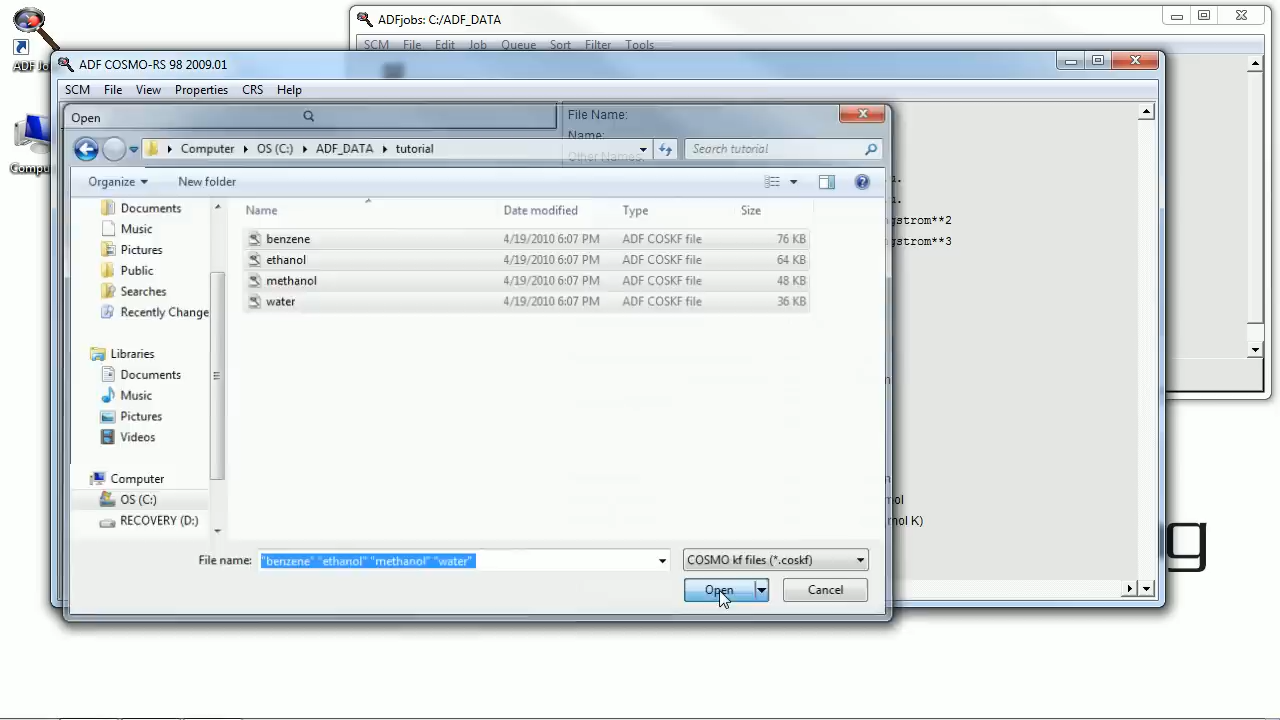 ADFjobs: C:/ADF_DATA
SCM File Edit Job Queue Sort Filter Tools
ADF COSMO-RS 98 2009.01
SCM File View Properties CRS Help
Open
File Name:
Name:
Other Names:
Computer OS (C:) ADF_DATA tutorial
Search tutorial
Organize New folder
Documents
Music
Pictures
Public
Searches
Recently Change
Libraries
Documents
Music
Pictures
Videos
Computer
OS (C:)
RECOVERY (D:)
Name Date modified Type Size
benzene 4/19/2010 6:07 PM ADF COSKF file 76 KB
ethanol 4/19/2010 6:07 PM ADF COSKF file 64 KB
methanol 4/19/2010 6:07 PM ADF COSKF file 48 KB
water 4/19/2010 6:07 PM ADF COSKF file 36 KB
File name: "benzene" "ethanol" "methanol" "water"
COSMO kf files (*.coskf)
Open Cancel
gstrom**2
gstrom**3
ol
ol K)
g